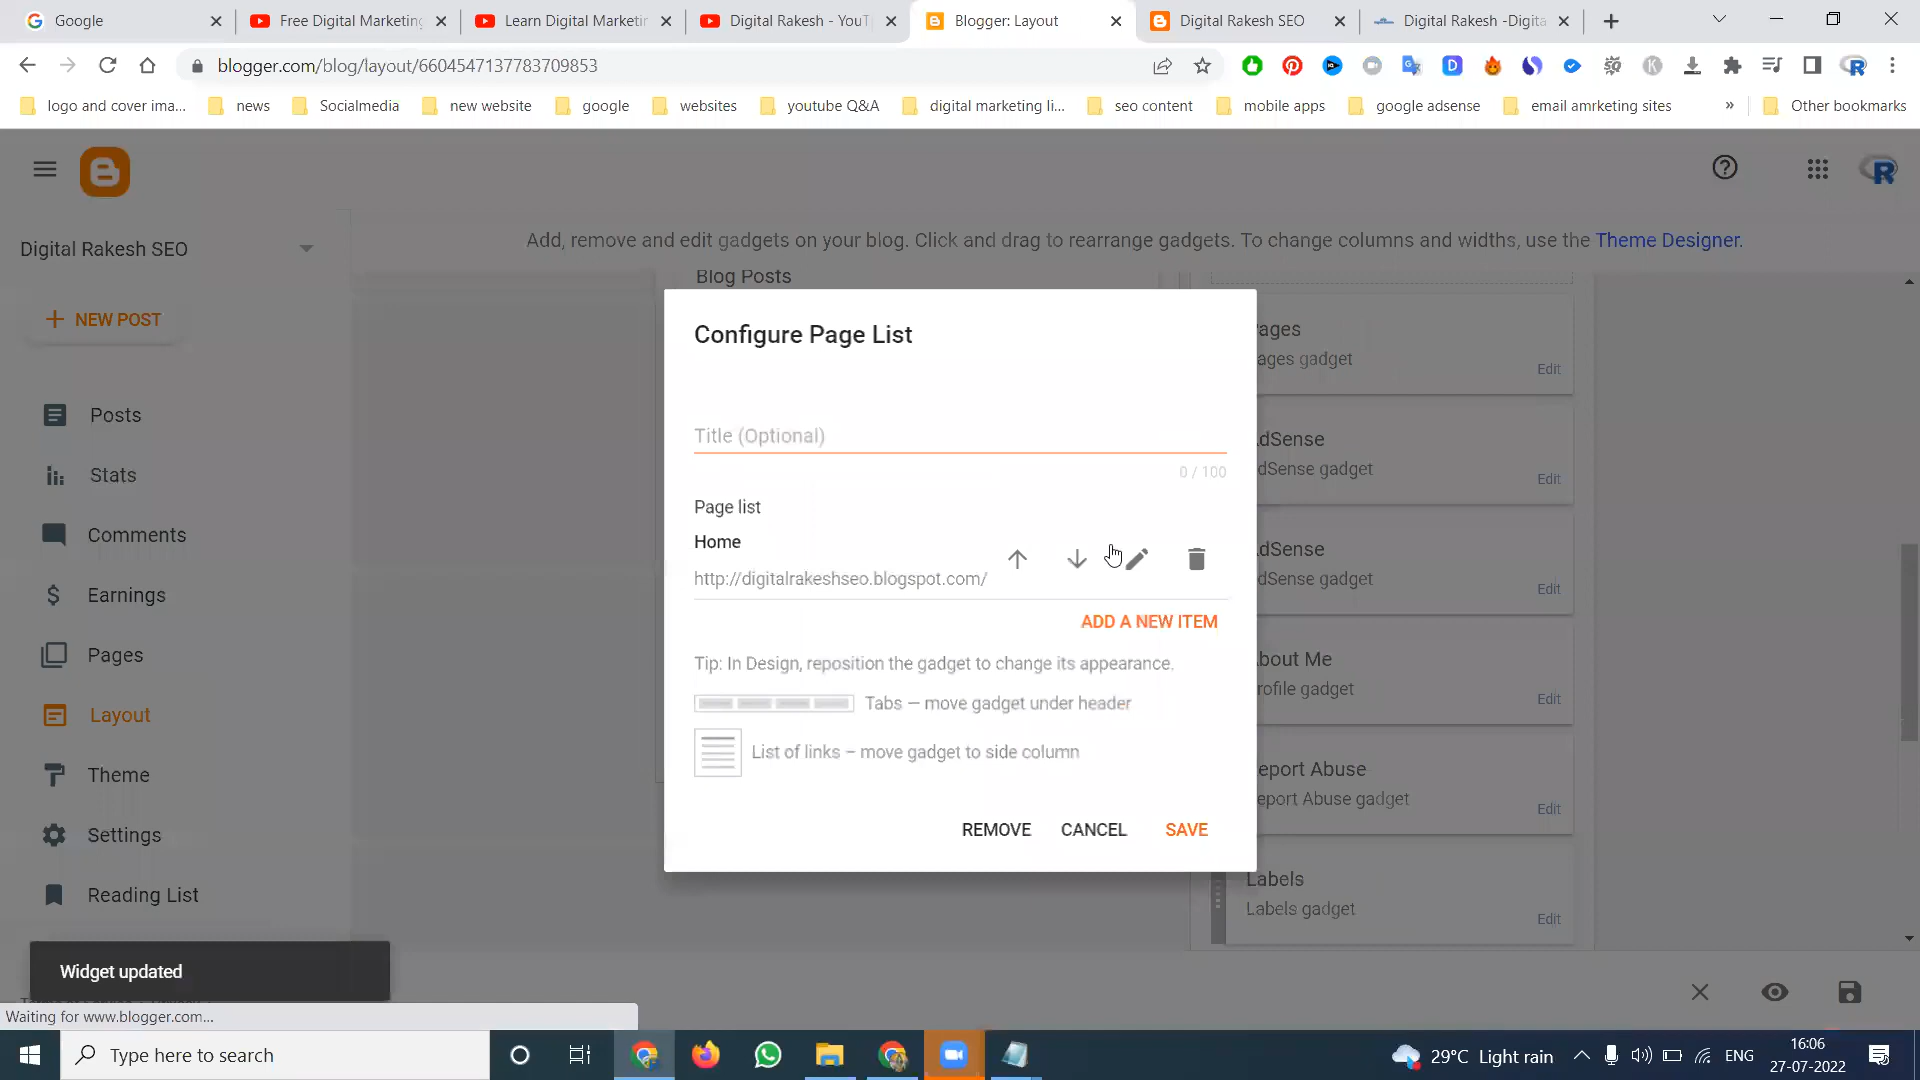 Google
Free Digital Marketing
Learn Digital Marketin
Digital Rakesh - YouT
Blogger: Layout
Digital Rakesh SEO
Digital Rakesh -Digita
blogger.com/blog/layout/6604547137783709853
logo and cover ima...
news
Socialmedia
new website
google
websites
youtube Q&A
digital marketing li...
seo content
mobile apps
google adsense
email amrketing sites
»
Other bookmarks
Digital Rakesh SEO
Add, remove and edit gadgets on your blog. Click and drag to rearrange gadgets. To change columns and widths, use the Theme Designer.
NEW POST
Posts
Stats
Comments
Earnings
Pages
Layout
Theme
Settings
Reading List
Widget updated
Waiting for www.blogger.com...
Blog Posts
Configure Page List
Title (Optional)
0 / 100
Page list
Home
http://digitalrakeshseo.blogspot.com/
ADD A NEW ITEM
Tip: In Design, reposition the gadget to change its appearance.
Tabs – move gadget under header
List of links – move gadget to side column
REMOVE CANCEL SAVE
ages
ages gadget
Edit
dSense
dSense gadget
Edit
dSense
dSense gadget
Edit
bout Me
rofile gadget
Edit
eport Abuse
eport Abuse gadget
Edit
Labels
Labels gadget
Edit
Type here to search
29°C Light rain
ENG
16:06
27-07-2022